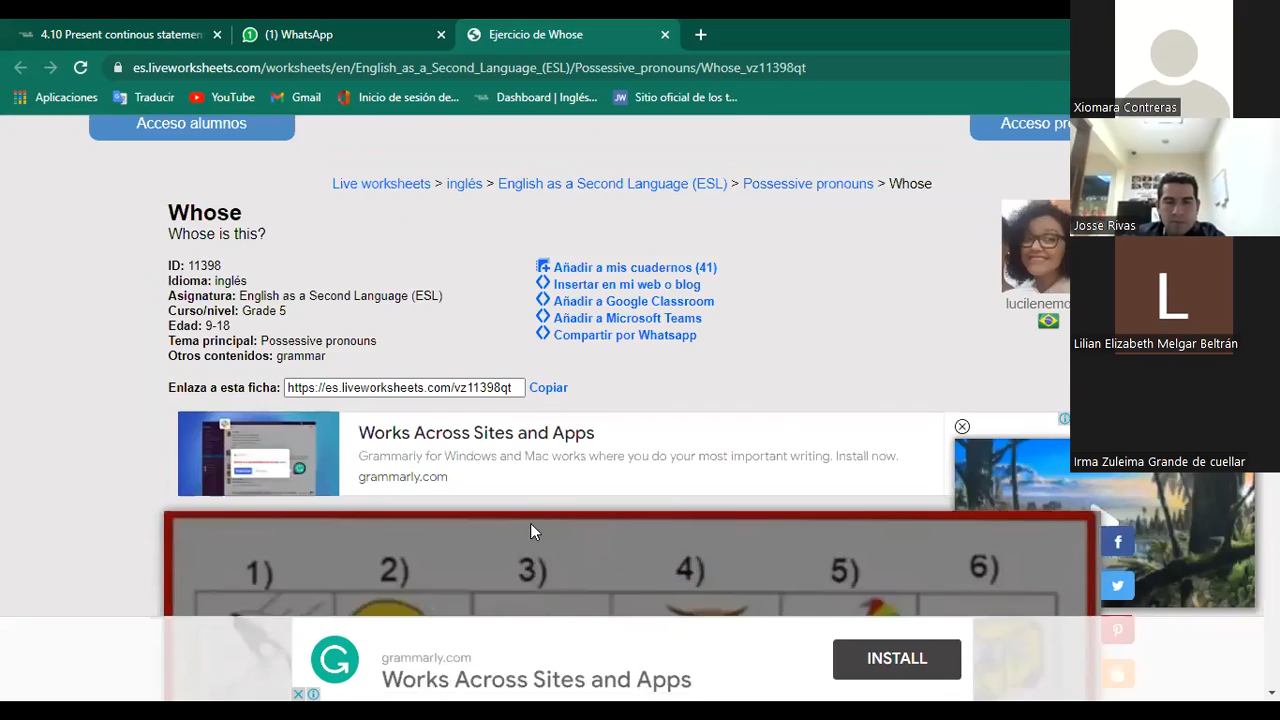 4.10 Present continous statemen
(1) WhatsApp
Ejercicio de Whose
es.liveworksheets.com/worksheets/en/English_as_a_Second_Language_(ESL)/Possessive_pronouns/Whose_vz11398qt
Aplicaciones
Traducir
YouTube
Gmail
Inicio de sesión de...
Dashboard | Inglés...
JW
Sitio oficial de los t...
Acceso alumnos
Acceso pr
Live worksheets > inglés > English as a Second Language (ESL) > Possessive pronouns > Whose
Whose
Whose is this?
ID: 11398
Idioma: inglés
Asignatura: English as a Second Language (ESL)
Curso/nivel: Grade 5
Edad: 9-18
Tema principal: Possessive pronouns
Otros contenidos: grammar
Añadir a mis cuadernos (41)
Insertar en mi web o blog
Añadir a Google Classroom
Añadir a Microsoft Teams
Compartir por Whatsapp
lucilenemo
Enlaza a esta ficha: https://es.liveworksheets.com/vz11398qt Copiar
Works Across Sites and Apps
Grammarly for Windows and Mac works where you do your most important writing. Install now.
grammarly.com
1) 2) 3) 4) 5) 6)
grammarly.com
Works Across Sites and Apps
INSTALL
Xiomara Contreras
Josse Rivas
L
Lilian Elizabeth Melgar Beltrán
Irma Zuleima Grande de cuellar